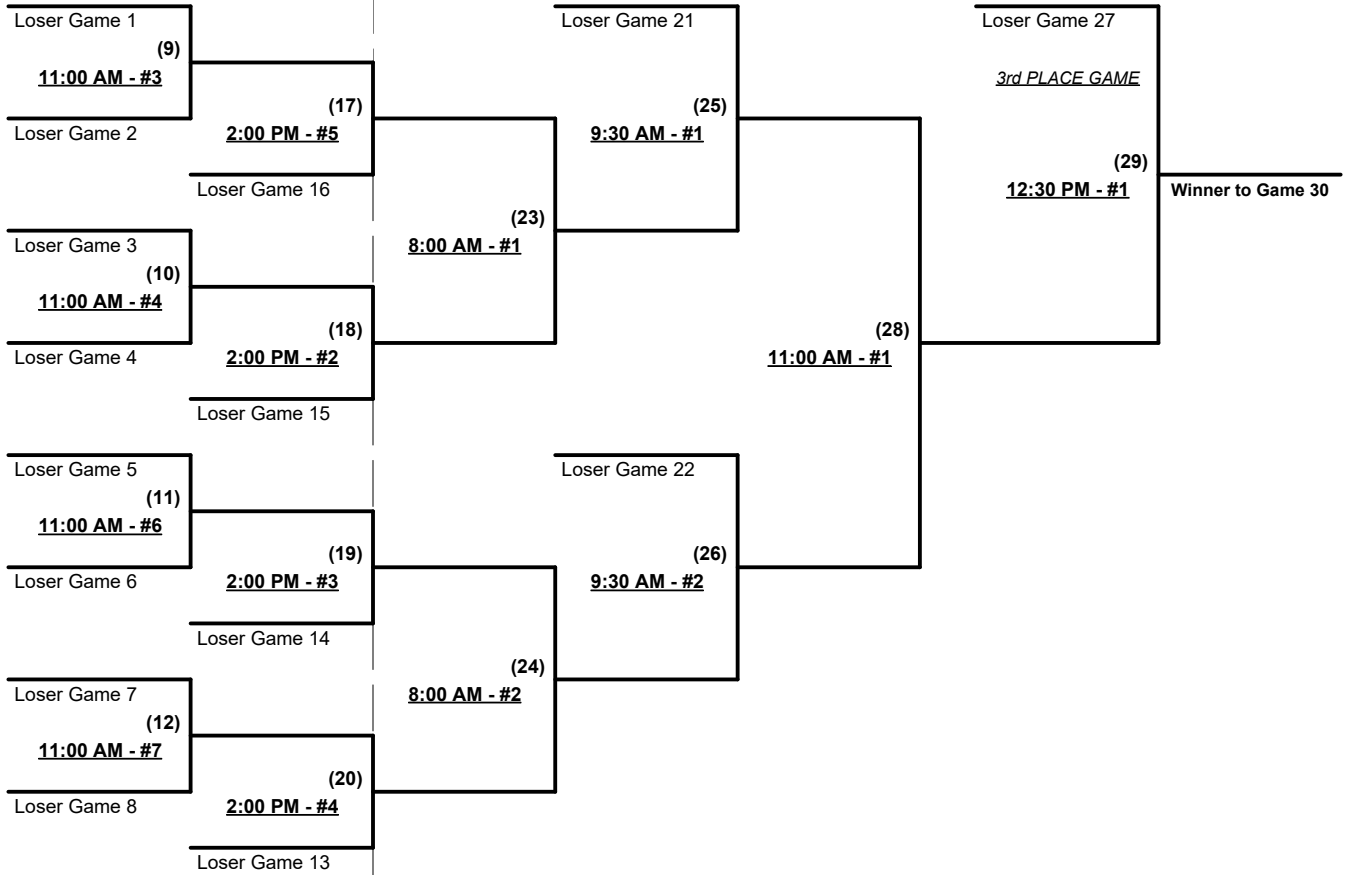 Loser Game 1
(9)
11:00 AM - #3
Loser Game 2
(17)
2:00 PM - #5
Loser Game 16
Loser Game 3
(10)
11:00 AM - #4
Loser Game 4
(18)
2:00 PM - #2
Loser Game 15
(23)
8:00 AM - #1
Loser Game 21
(25)
9:30 AM - #1
Loser Game 5
(11)
11:00 AM - #6
Loser Game 6
(19)
2:00 PM - #3
Loser Game 14
Loser Game 7
(12)
11:00 AM - #7
Loser Game 8
(20)
2:00 PM - #4
Loser Game 13
(24)
8:00 AM - #2
Loser Game 22
(26)
9:30 AM - #2
(28)
11:00 AM - #1
Loser Game 27
3rd PLACE GAME
(29)
12:30 PM - #1
Winner to Game 30